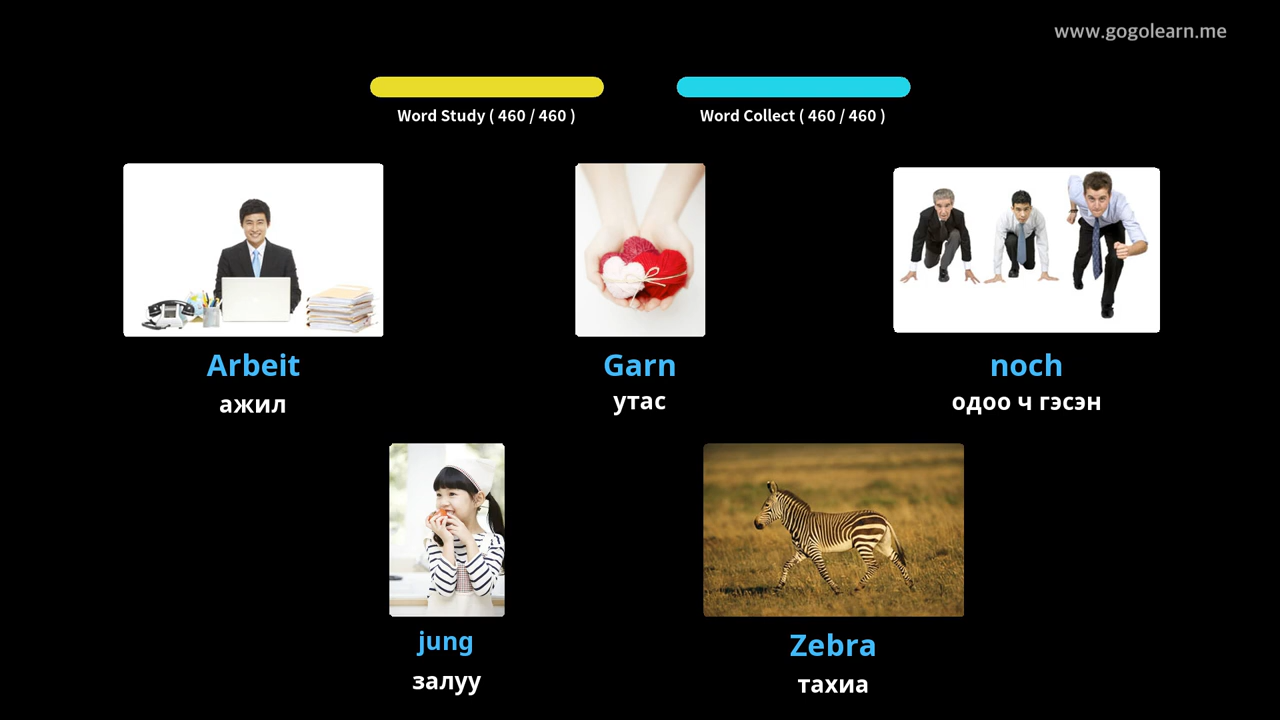 www.gogolearn.me
Word Study ( 460 / 460 )
Word Collect ( 460 / 460 )
Arbeit
ажил
Garn
утас
noch
одоо ч гэсэн
jung
залуу
Zebra
тахиа